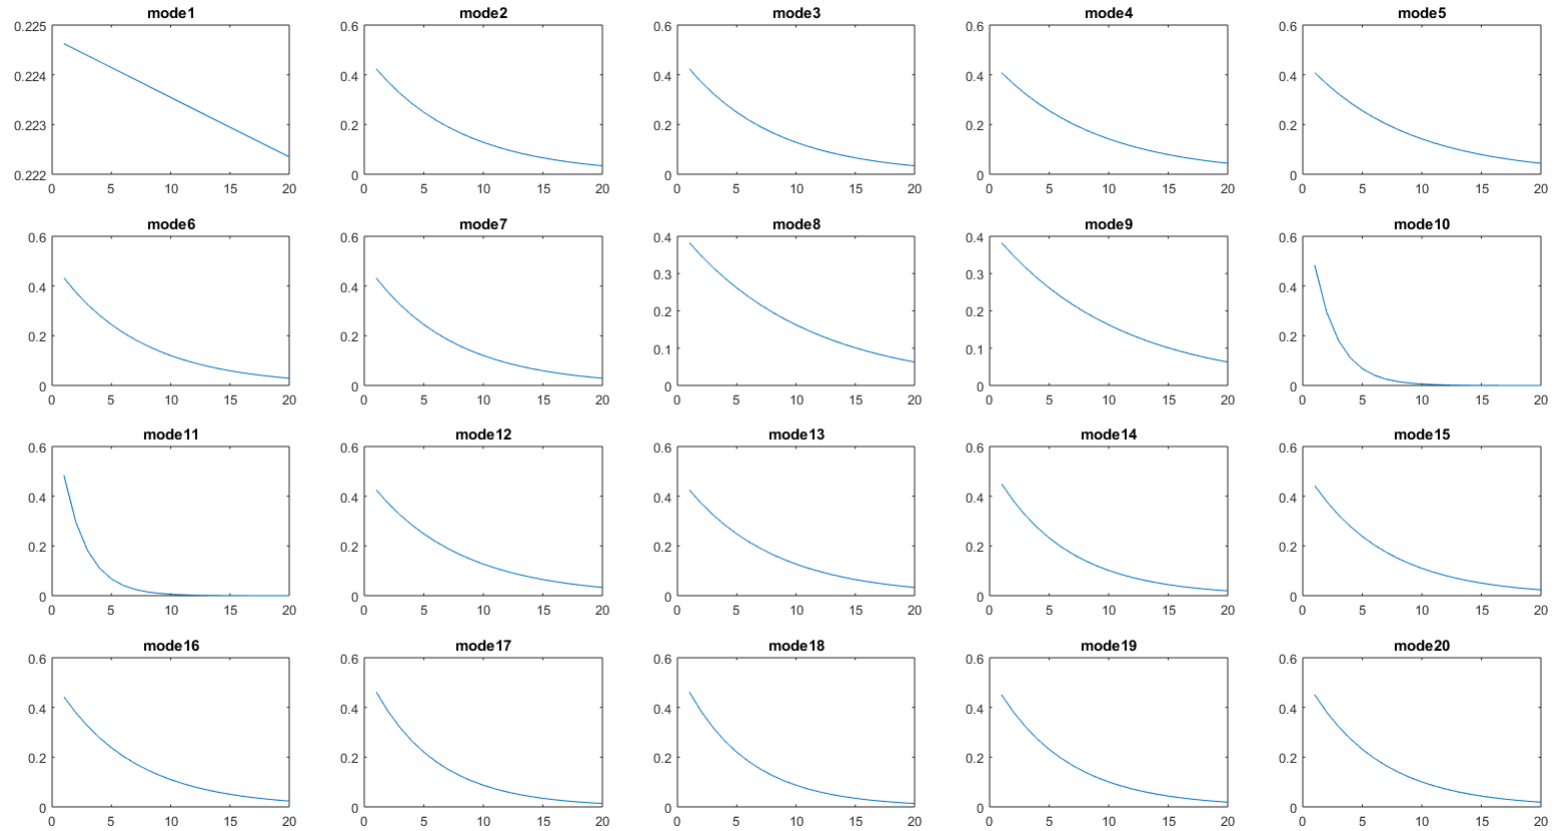 mode1 mode2 mode3 mode4 mode5
0.225 0.6 0.6 0.6 0.6
0.224 0.4 0.4 0.4 0.4
0.223 0.2 0.2 0.2 0.2
0.222 0 0 0 0
0 5 10 15 20 0 5 10 15 20 0 5 10 15 20 0 5 10 15 20 0 5 10 15 20
mode6 mode7 mode8 mode9 mode10
0.6 0.6 0.4 0.4 0.6
0.3 0.3
0.4 0.4 0.4
0.2 0.2
0.2 0.2 0.2
0.1 0.1
0 0 0 0 0
0 5 10 15 20 0 5 10 15 20 0 5 10 15 20 0 5 10 15 20 0 5 10 15 20
mode11 mode12 mode13 mode14 mode15
0.6 0.6 0.6 0.6 0.6
0.4 0.4 0.4 0.4 0.4
0.2 0.2 0.2 0.2 0.2
0 0 0 0 0
0 5 10 15 20 0 5 10 15 20 0 5 10 15 20 0 5 10 15 20 0 5 10 15 20
mode16 mode17 mode18 mode19 mode20
0.6 0.6 0.6 0.6 0.6
0.4 0.4 0.4 0.4 0.4
0.2 0.2 0.2 0.2 0.2
0 0 0 0 0
0 5 10 15 20 0 5 10 15 20 0 5 10 15 20 0 5 10 15 20 0 5 10 15 20